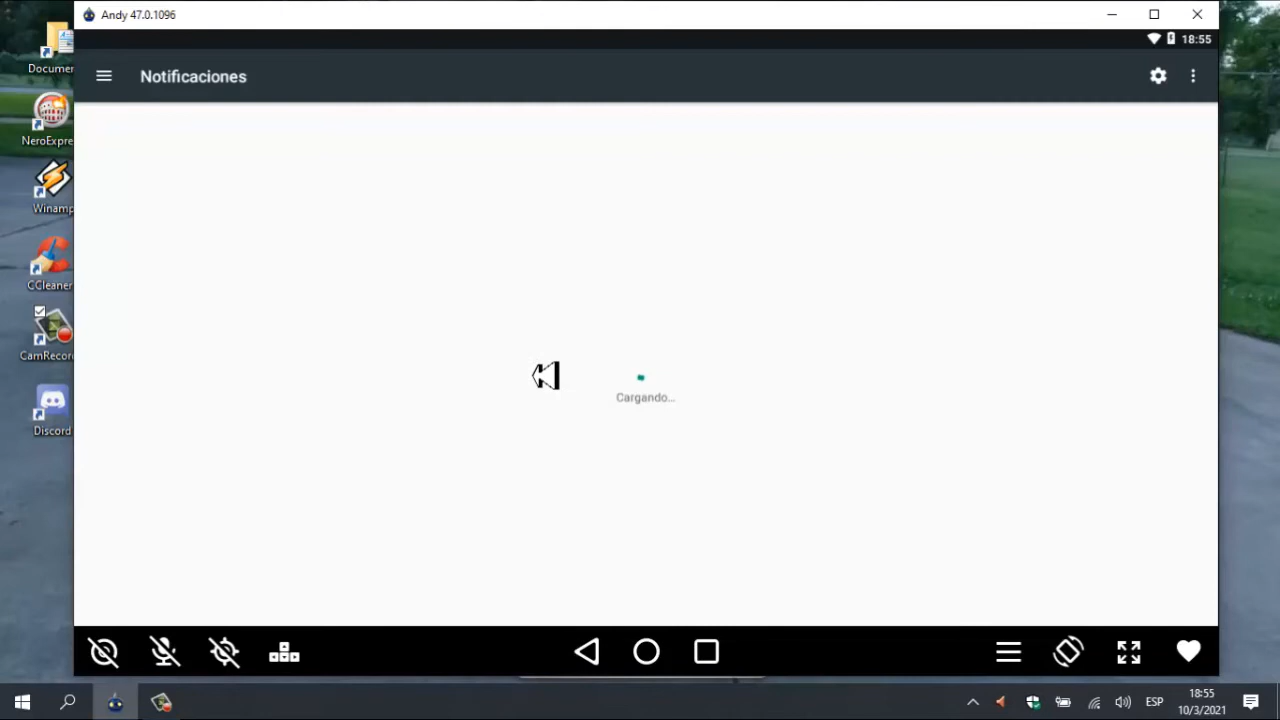 Andy 47.0.1096
18:55
Notificaciones
Documen
NeroExpre
Winamp
CCleaner
CamRecord
Discord
Cargando...
ESP
18:55
10/3/2021